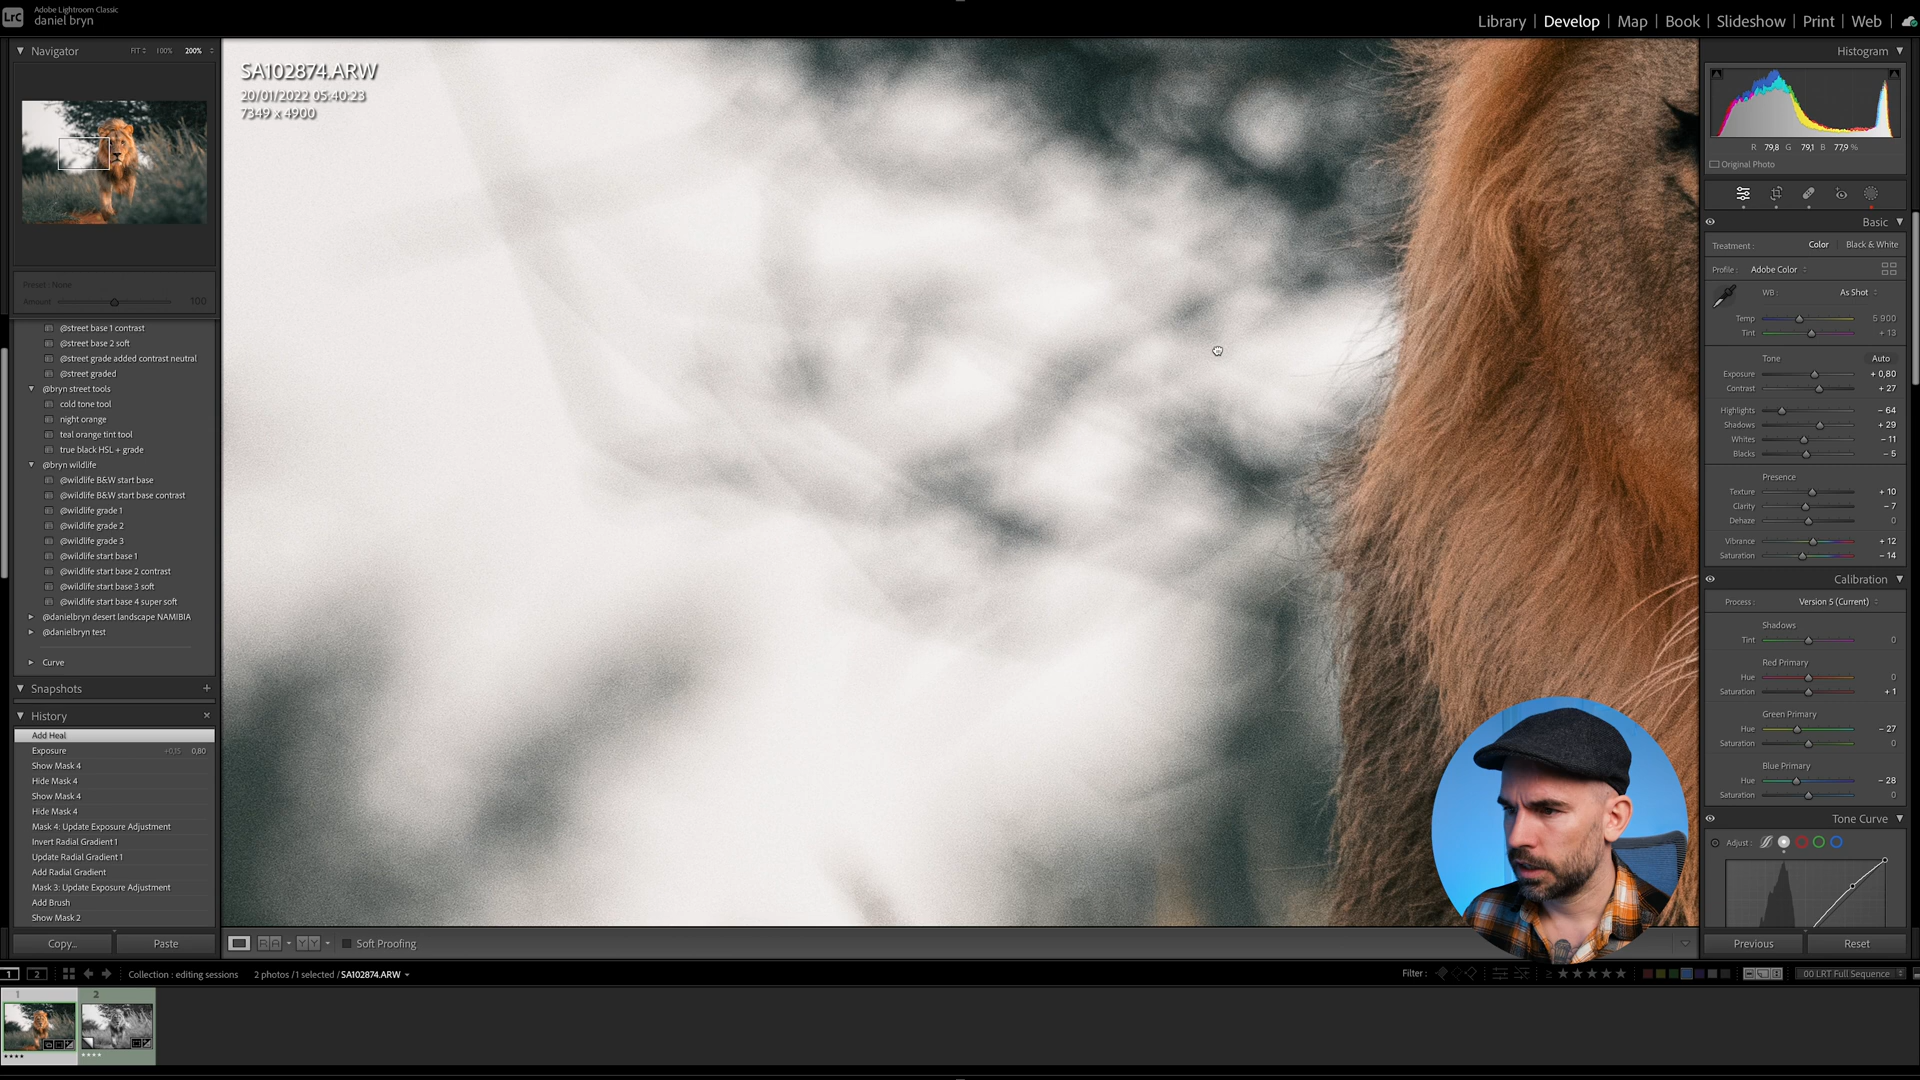 LrC
Adobe Lightroom Classic
daniel bryn
Library | Develop | Map | Book | Slideshow | Print | Web
Navigator
FIT
100%
200%
Preset : None
Amount
100
@street base 1 contrast
@street base 2 soft
@street grade added contrast neutral
@street graded
@bryn street tools
cold tone tool
night orange
teal orange tint tool
true black HSL + grade
@bryn wildlife
@wildlife B&W start base
@wildlife B&W start base contrast
@wildlife grade 1
@wildlife grade 2
@wildlife grade 3
@wildlife start base 1
@wildlife start base 2 contrast
@wildlife start base 3 soft
@wildlife start base 4 super soft
@danielbryn desert landscape NAMIBIA
@danielbryn test
Curve
Snapshots
History
Add Heal
Exposure +0,15 0,80
Show Mask 4
Hide Mask 4
Show Mask 4
Hide Mask 4
Mask 4: Update Exposure Adjustment
Invert Radial Gradient 1
Update Radial Gradient 1
Add Radial Gradient
Mask 3: Update Exposure Adjustment
Add Brush
Show Mask 2
Copy... Paste
SA102874.ARW
20/01/2022 05:40:23
7349 x 4900
Histogram
R 79,8 G 79,1 B 77,9 %
Original Photo
Basic
Treatment : Color Black & White
Profile : Adobe Color
WB : As Shot
Temp 5 900
Tint + 13
Tone Auto
Exposure + 0,80
Contrast + 27
Highlights – 64
Shadows + 29
Whites – 11
Blacks – 5
Presence
Texture + 10
Clarity – 7
Dehaze 0
Vibrance + 12
Saturation – 14
Calibration
Process : Version 5 (Current)
Shadows
Tint 0
Red Primary
Hue 0
Saturation + 1
Green Primary
Hue – 27
Saturation 0
Blue Primary
Hue – 28
Saturation 0
Tone Curve
Adjust :
Previous Reset
R A Y Y Soft Proofing
1 2 Collection : editing sessions 2 photos / 1 selected / SA102874.ARW
Filter : ≥ ★★★★★ 00 LRT Full Sequence
1 2